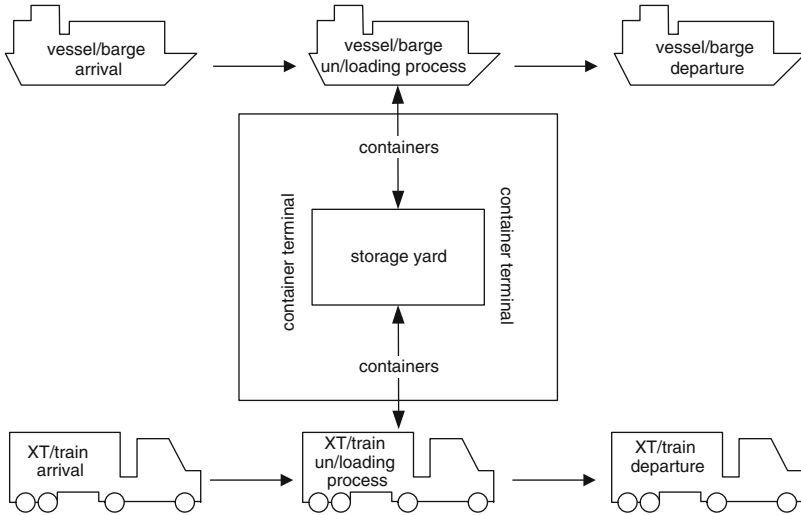 vessel/barge
arrival
vessel/barge
un/loading process
vessel/barge
departure
containers
container terminal
storage yard
container terminal
containers
XT/train
arrival
XT/train
un/loading
process
XT/train
departure